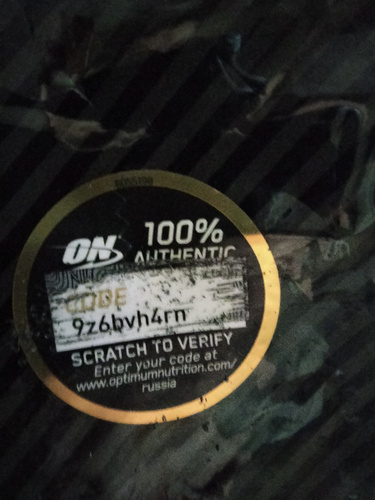 ON
100%
AUTHENTIC
CODE
9z6bvh4rn
SCRATCH TO VERIFY
Enter your code at
www.optimumnutrition.com/
russia